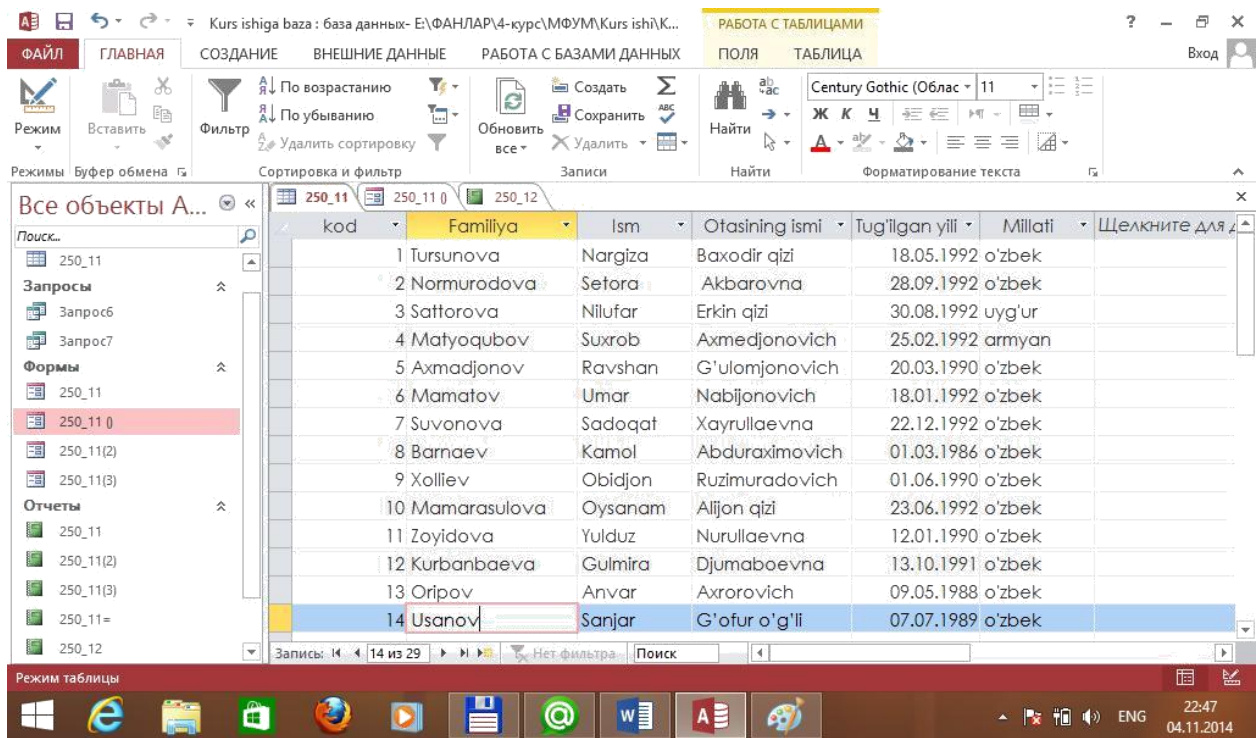 Kurs ishiga baza : база данных- E:\ФАНЛАР\4-курс\МФУМ\Kurs ishi\K... РАБОТА С ТАБЛИЦАМИ ?
ФАЙЛ ГЛАВНАЯ СОЗДАНИЕ ВНЕШНИЕ ДАННЫЕ РАБОТА С БАЗАМИ ДАННЫХ ПОЛЯ ТАБЛИЦА Вход
По возрастанию Создать Century Gothic (Облас 11
Режим Вставить Фильтр По убыванию Обновить все Сохранить Найти Ж К Ч
Удалить сортировку Удалить
Режимы Буфер обмена Сортировка и фильтр Записи Найти Форматирование текста
Все объекты A... « 250_11 250_11 () 250_12
Поиск...
250_11
Запросы
Запрос6
Запрос7
Формы
250_11
250_11 ()
250_11(2)
250_11(3)
Отчеты
250_11
250_11(2)
250_11(3)
250_11=
250_12
kod Familiya Ism Otasining ismi Tug'ilgan yili Millati Щелкните для д
1 Tursunova Nargiza Baxodir qizi 18.05.1992 o'zbek
2 Normurodova Setora Akbarovna 28.09.1992 o'zbek
3 Sattorova Nilufar Erkin qizi 30.08.1992 uyg'ur
4 Matyoqubov Suxrob Axmedjonovich 25.02.1992 armyan
5 Axmadjonov Ravshan G'ulomjonovich 20.03.1990 o'zbek
6 Mamatov Umar Nabijonovich 18.01.1992 o'zbek
7 Suvonova Sadoqat Xayrullaevna 22.12.1992 o'zbek
8 Barnaev Kamol Abduraximovich 01.03.1986 o'zbek
9 Xolliev Obidjon Ruzimuradovich 01.06.1990 o'zbek
10 Mamarasulova Oysanam Alijon qizi 23.06.1992 o'zbek
11 Zoyidova Yulduz Nurullaevna 12.01.1990 o'zbek
12 Kurbanbaeva Gulmira Djumaboevna 13.10.1991 o'zbek
13 Oripov Anvar Axrorovich 09.05.1988 o'zbek
14 Usanov Sanjar G'ofur o'g'li 07.07.1989 o'zbek
Запись: 14 из 29 Нет фильтра Поиск
Режим таблицы
ENG 22:47
04.11.2014